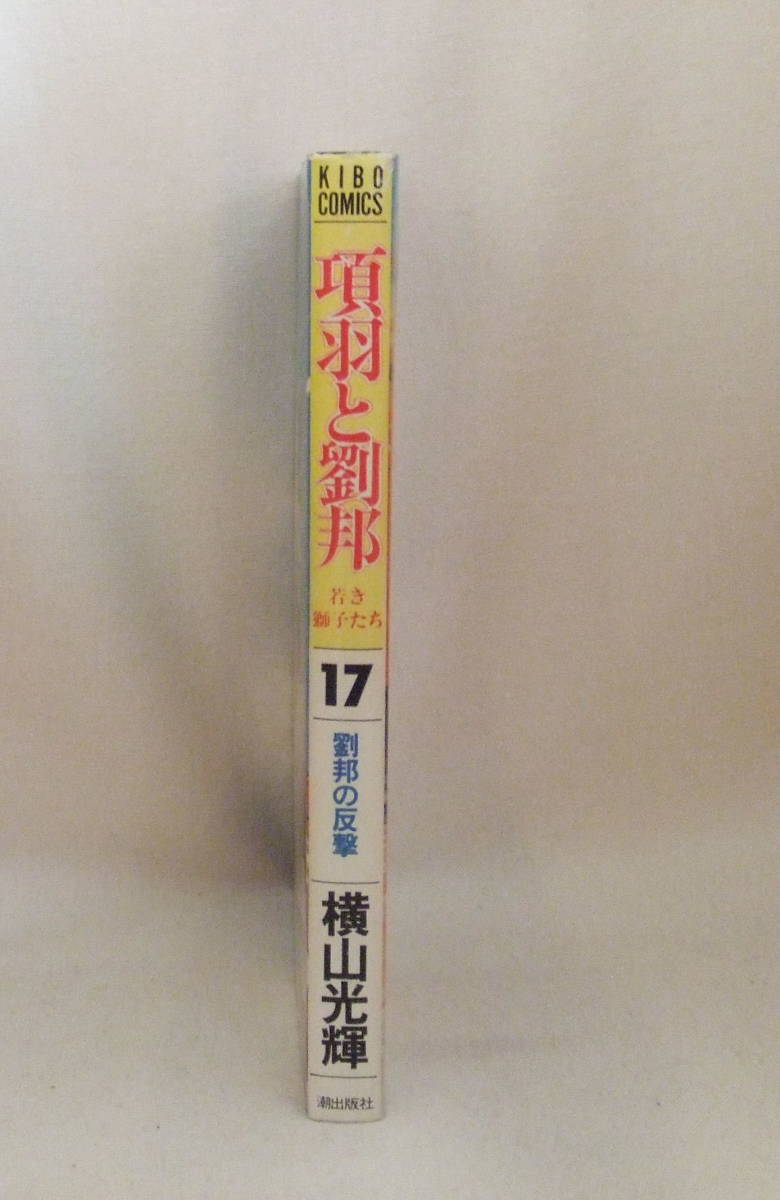 KIBO
COMICS
項羽と劉邦
若き
獅子たち
17
劉邦の反撃
横山光輝
潮出版社